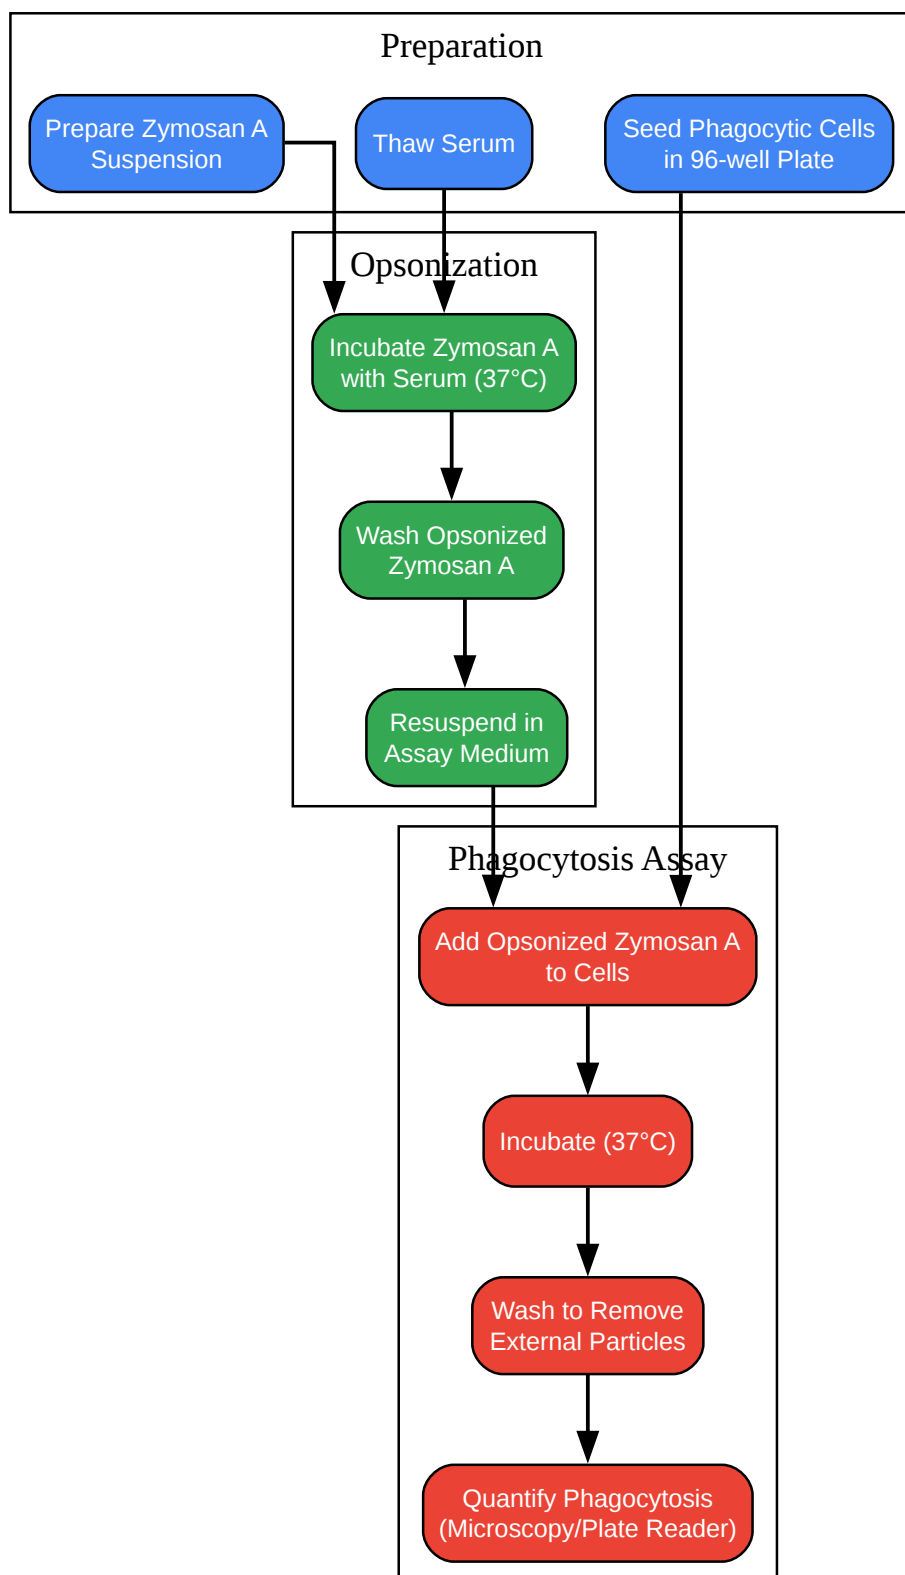 Preparation
Prepare Zymosan A
Suspension
Thaw Serum
Seed Phagocytic Cells
in 96-well Plate
Opsonization
Incubate Zymosan A
with Serum (37°C)
Wash Opsonized
Zymosan A
Resuspend in
Assay Medium
Phagocytosis Assay
Add Opsonized Zymosan A
to Cells
Incubate (37°C)
Wash to Remove
External Particles
Quantify Phagocytosis
(Microscopy/Plate Reader)